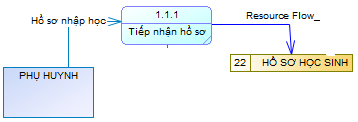 Hồ sơ nhập học
1.1.1
Tiếp nhận hồ sơ
Resource Flow_
22 HỒ SƠ HỌC SINH
PHỤ HUYNH